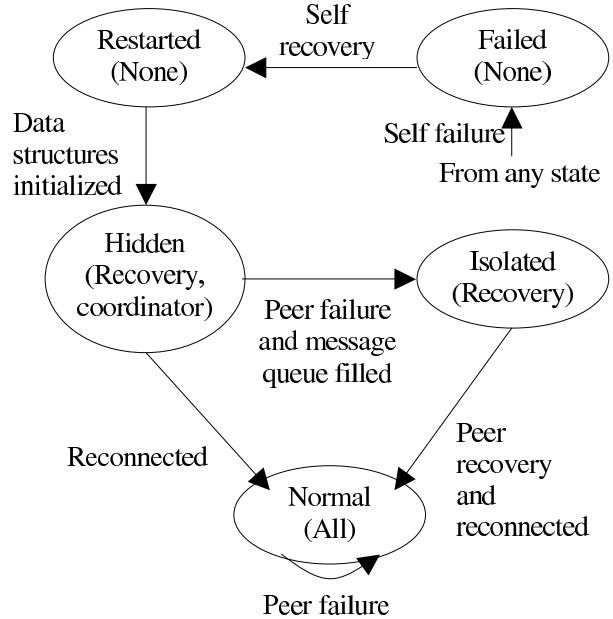 Restarted
(None)
Self
recovery
Failed
(None)
Data
structures
initialized
Self failure
From any state
Hidden
(Recovery,
coordinator)
Isolated
(Recovery)
Peer failure
and message
queue filled
Reconnected
Peer
recovery
and
reconnected
Normal
(All)
Peer failure